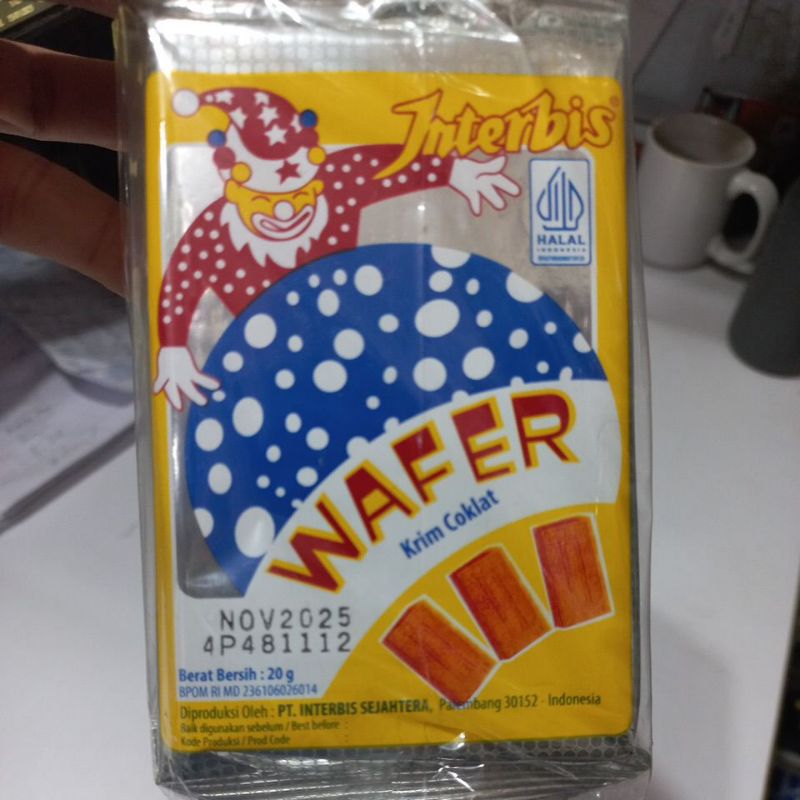 Interbis®
HALAL
INDONESIA
WAFER
Krim Coklat
NOV2025
4P481112
Berat Bersih : 20 g
BPOM RI MD 236106026014
Diproduksi Oleh : PT. INTERBIS SEJAHTERA, Palembang 30152 - Indonesia
Baik digunakan sebelum / Best before :
Kode Produksi / Prod Code